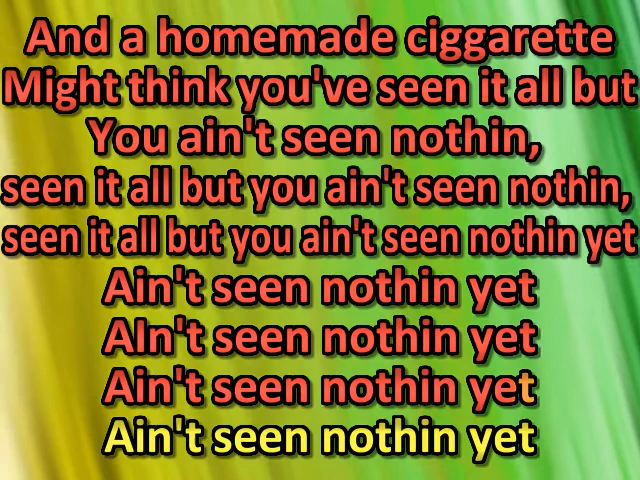 And a homemade ciggarette
Might think you've seen it all but
You ain't seen nothin,
seen it all but you ain't seen nothin,
seen it all but you ain't seen nothin yet
Ain't seen nothin yet
AIn't seen nothin yet
Ain't seen nothin yet
Ain't seen nothin yet